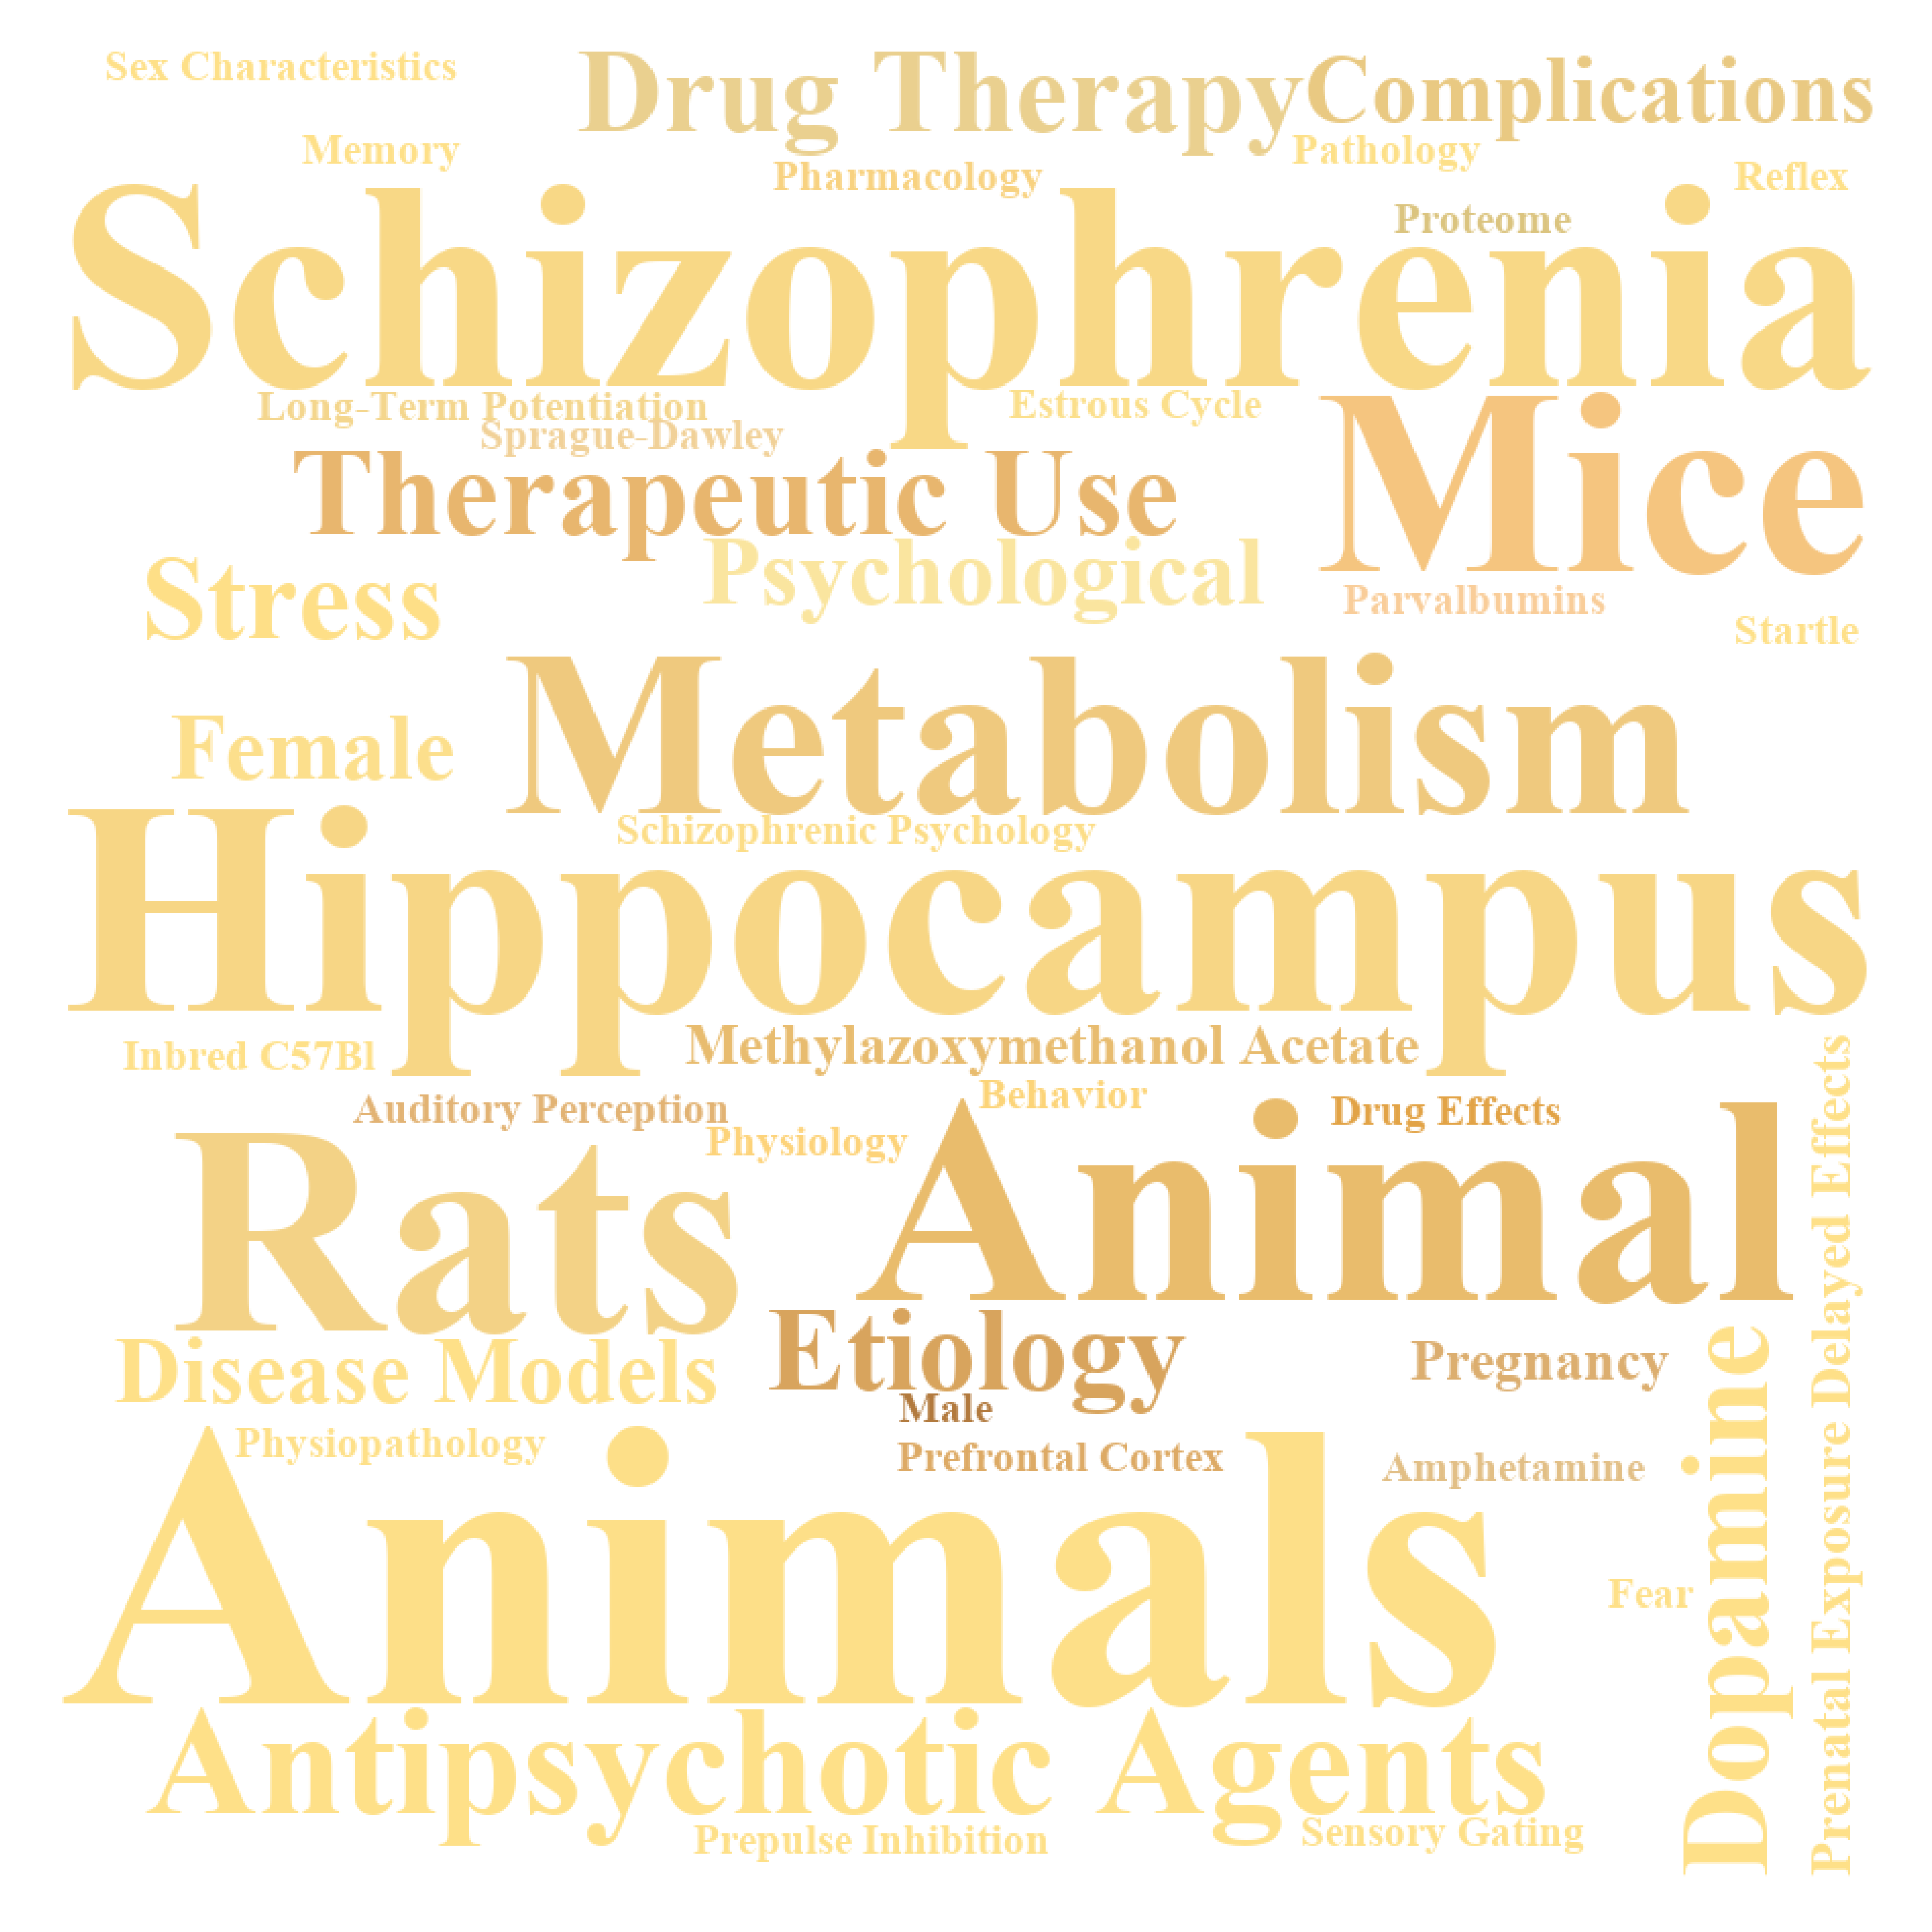 Sex Characteristics
Drug Therapy
Complications
Memory
Pharmacology
Pathology
Reflex
Proteome
Schizophrenia
Long-Term Potentiation
Estrous Cycle
Sprague-Dawley
Mice
Therapeutic Use
Psychological
Stress
Parvalbumins
Startle
Metabolism
Female
Schizophrenic Psychology
Hippocampus
Inbred C57Bl
Methylazoxymethanol Acetate
Behavior
Auditory Perception
Drug Effects
Physiology
Rats
Animal
Etiology
Disease Models
Pregnancy
Male
Physiopathology
Prefrontal Cortex
Amphetamine
Animals
Fear
Dopamine
Prenatal Exposure Delayed Effects
Antipsychotic Agents
Prepulse Inhibition
Sensory Gating